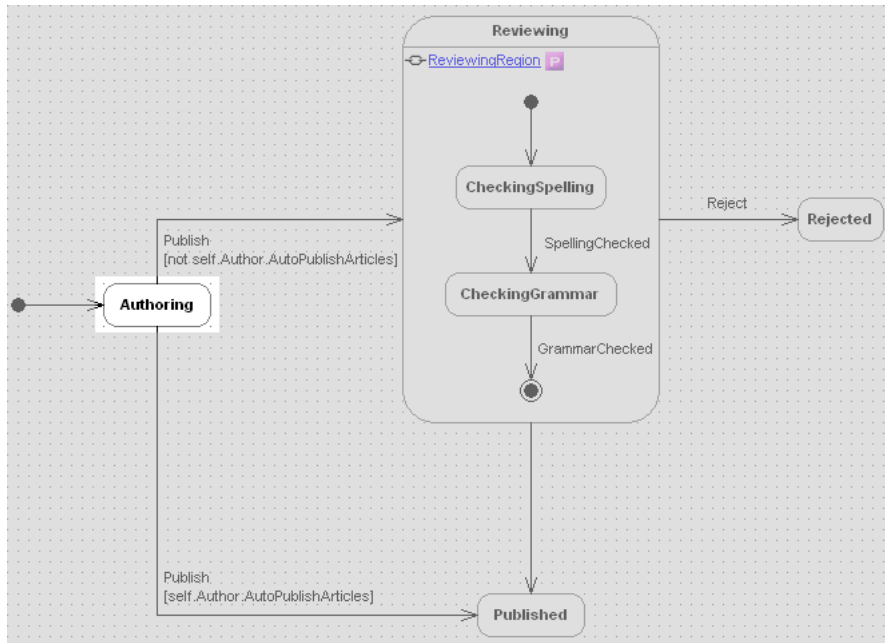 Reviewing
ReviewingRegion P
CheckingSpelling
Reject
Rejected
Publish
[not self.Author.AutoPublishArticles]
SpellingChecked
Authoring
CheckingGrammar
GrammarChecked
Publish
[self.Author.AutoPublishArticles]
Published